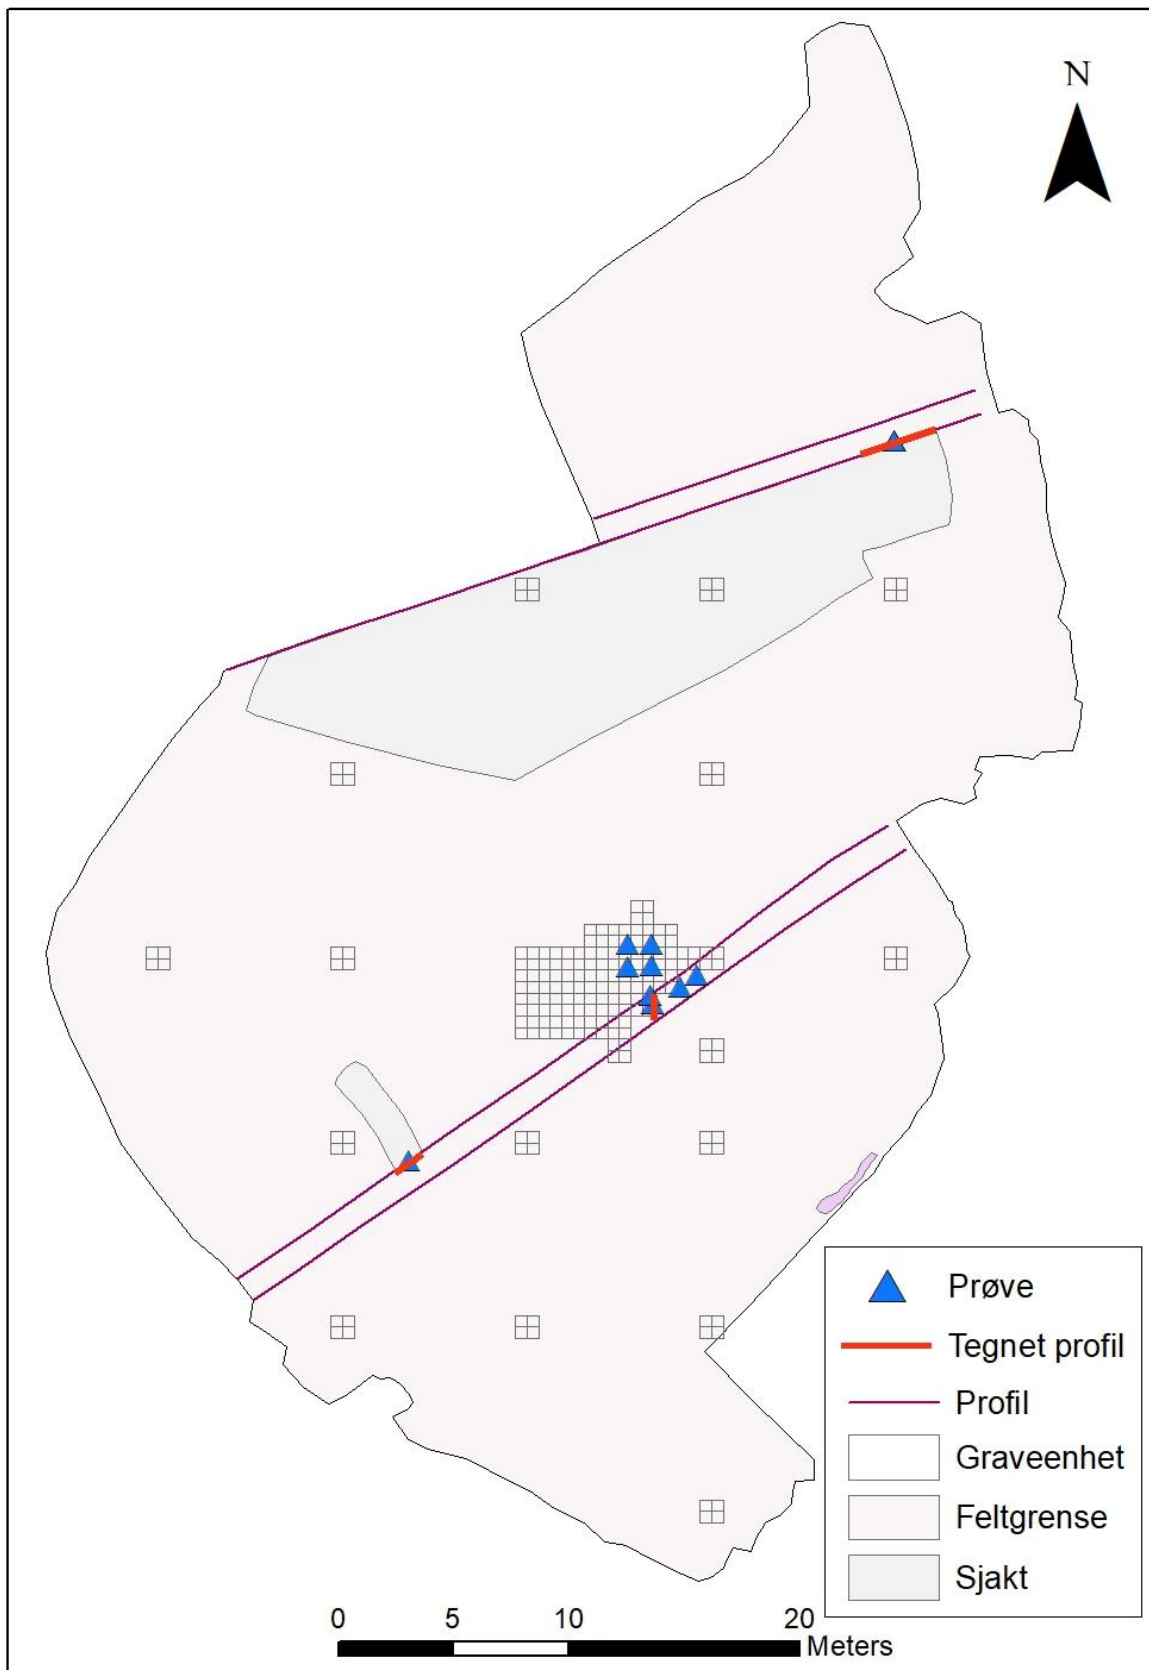 N
Prøve
Tegnet profil
Profil
Graveenhet
Feltgrense
Sjakt
0 5 10 20
Meters